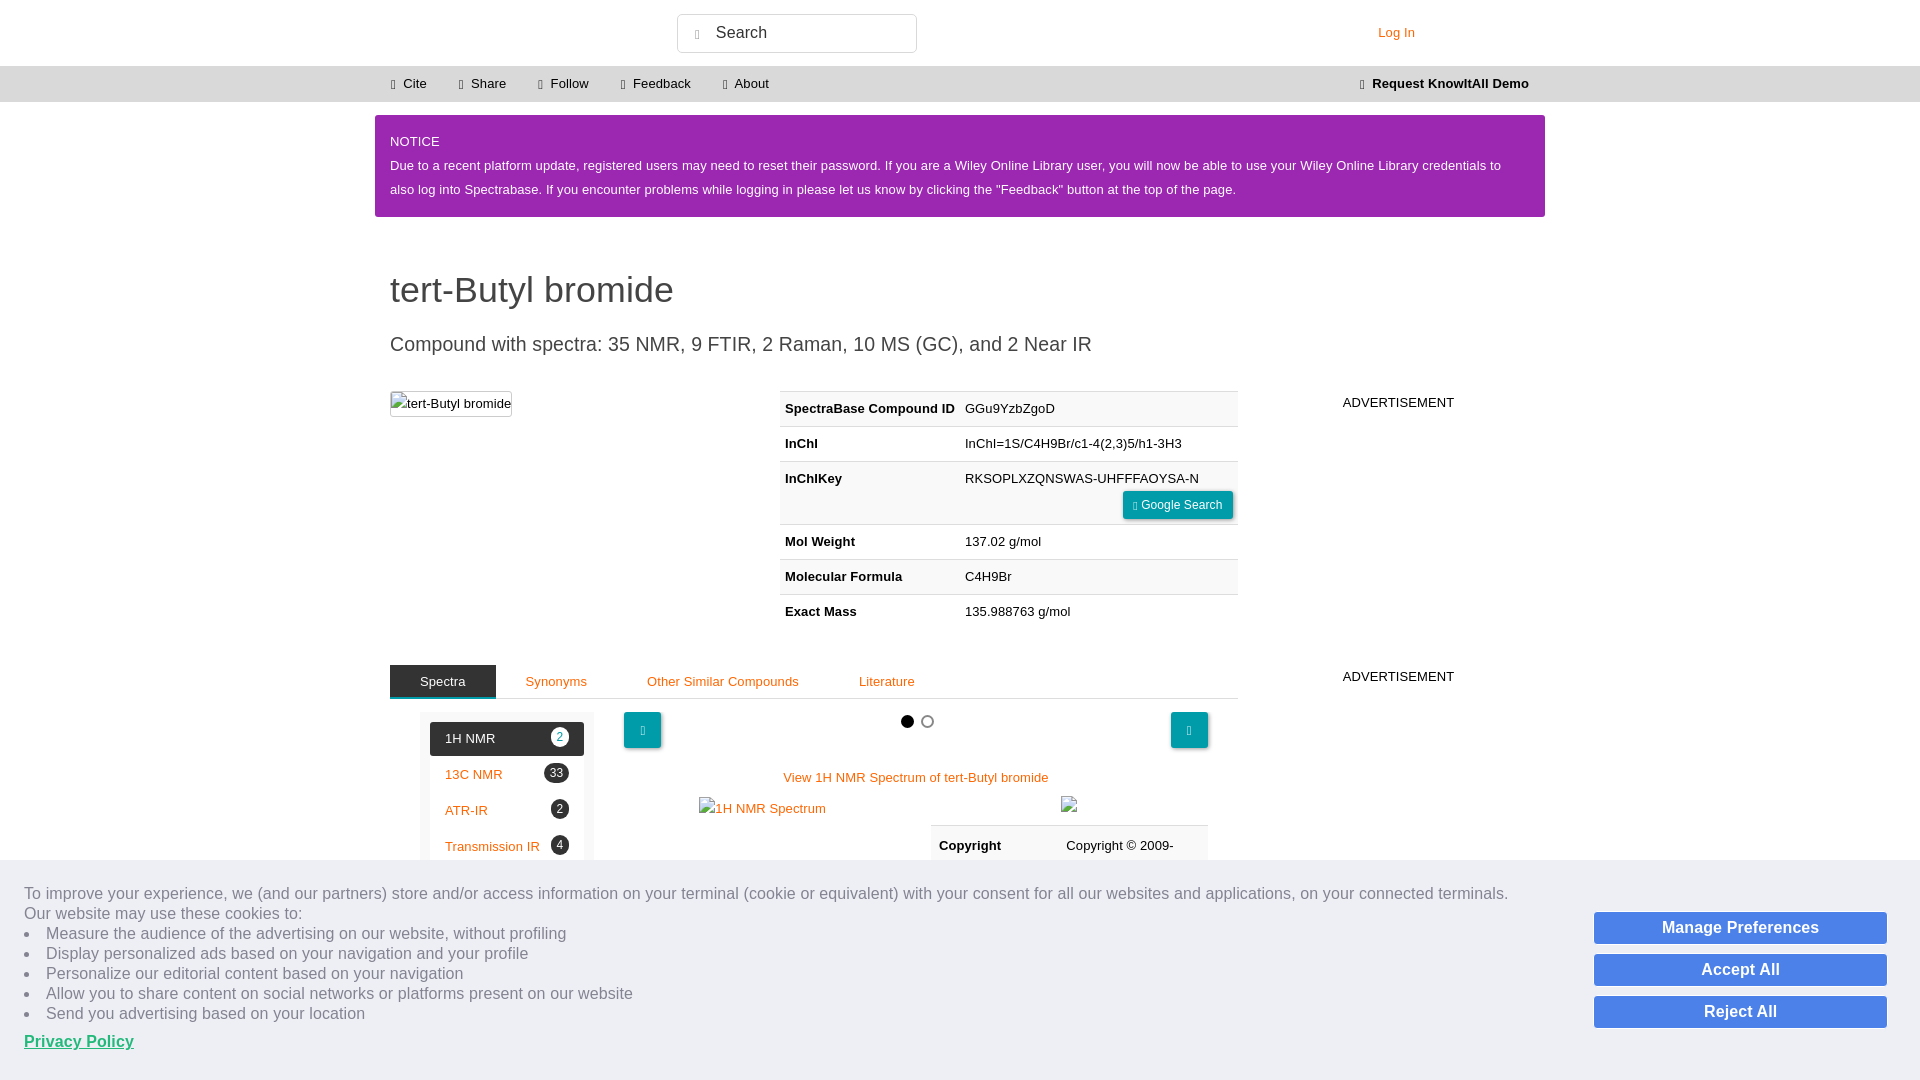 Search
Log In
Cite
Share
Follow
Feedback
About
Request KnowItAll Demo
NOTICE
Due to a recent platform update, registered users may need to reset their password. If you are a Wiley Online Library user, you will now be able to use your Wiley Online Library credentials to
also log into Spectrabase. If you encounter problems while logging in please let us know by clicking the "Feedback" button at the top of the page.
tert-Butyl bromide
Compound with spectra: 35 NMR, 9 FTIR, 2 Raman, 10 MS (GC), and 2 Near IR
tert-Butyl bromide
SpectraBase Compound ID GGu9YzbZgoD
InChI InChI=1S/C4H9Br/c1-4(2,3)5/h1-3H3
InChIKey RKSOPLXZQNSWAS-UHFFFAOYSA-N
Google Search
Mol Weight 137.02 g/mol
Molecular Formula C4H9Br
Exact Mass 135.988763 g/mol
ADVERTISEMENT
Spectra
Synonyms
Other Similar Compounds
Literature
ADVERTISEMENT
1H NMR 2
13C NMR 33
ATR-IR 2
Transmission IR 4
View 1H NMR Spectrum of tert-Butyl bromide
1H NMR Spectrum
Copyright Copyright © 2009-
To improve your experience, we (and our partners) store and/or access information on your terminal (cookie or equivalent) with your consent for all our websites and applications, on your connected terminals.
Our website may use these cookies to:
Measure the audience of the advertising on our website, without profiling
Display personalized ads based on your navigation and your profile
Personalize our editorial content based on your navigation
Allow you to share content on social networks or platforms present on our website
Send you advertising based on your location
Privacy Policy
Manage Preferences
Accept All
Reject All